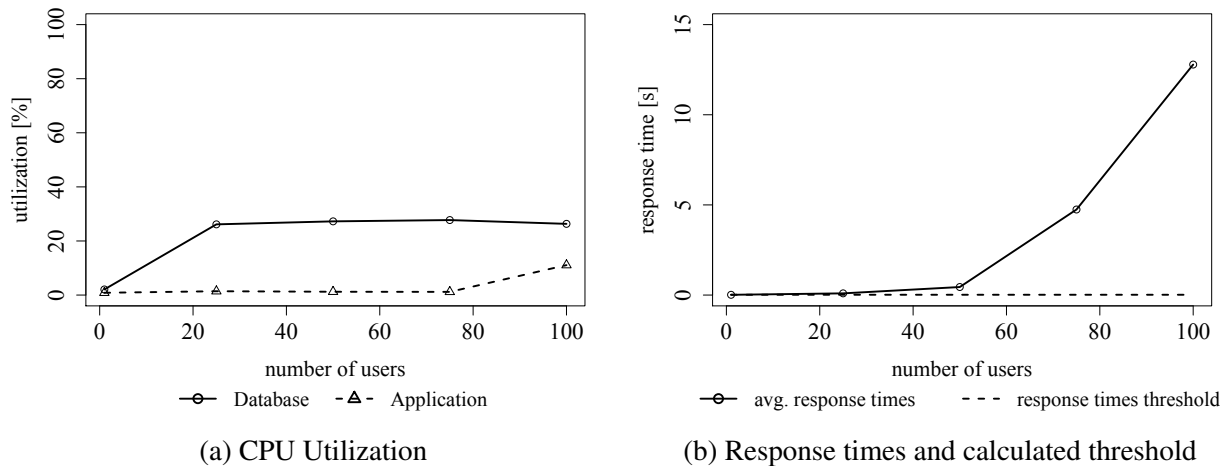 utilization [%]
100
80
60
40
20
0
0 20 40 60 80 100
number of users
Database Application
(a) CPU Utilization
response time [s]
15
10
5
0
0 20 40 60 80 100
number of users
avg. response times response times threshold
(b) Response times and calculated threshold